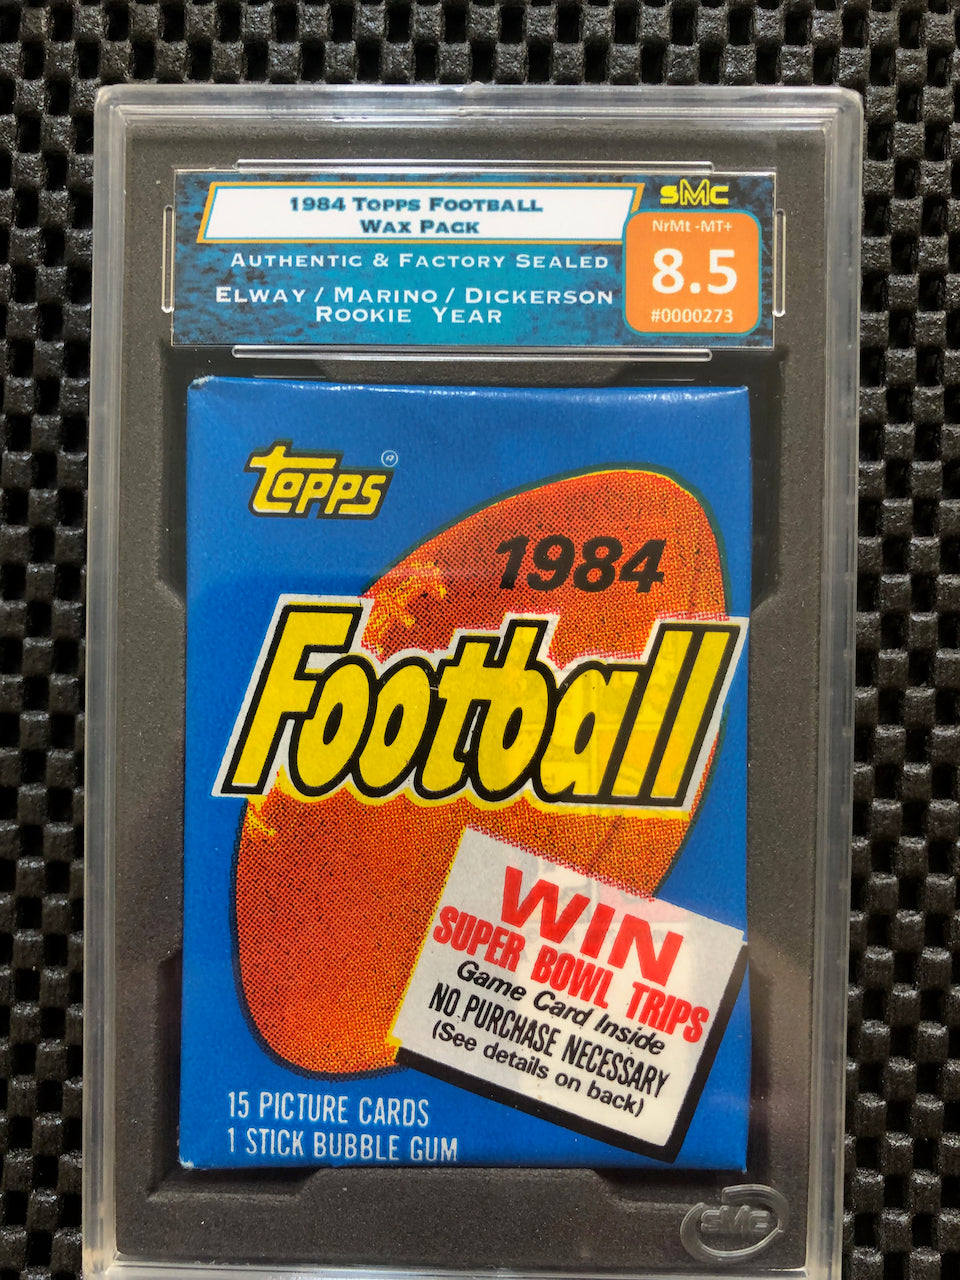 1984 Topps Football
Wax Pack
SMC
NrMt -MT+
8.5
#0000273
Authentic & Factory Sealed
Elway / Marino / Dickerson
Rookie Year
Topps ®
1984
Football
WIN
SUPER BOWL TRIPS
Game Card Inside
NO PURCHASE NECESSARY
(See details on back)
15 PICTURE CARDS
1 STICK BUBBLE GUM
SMC